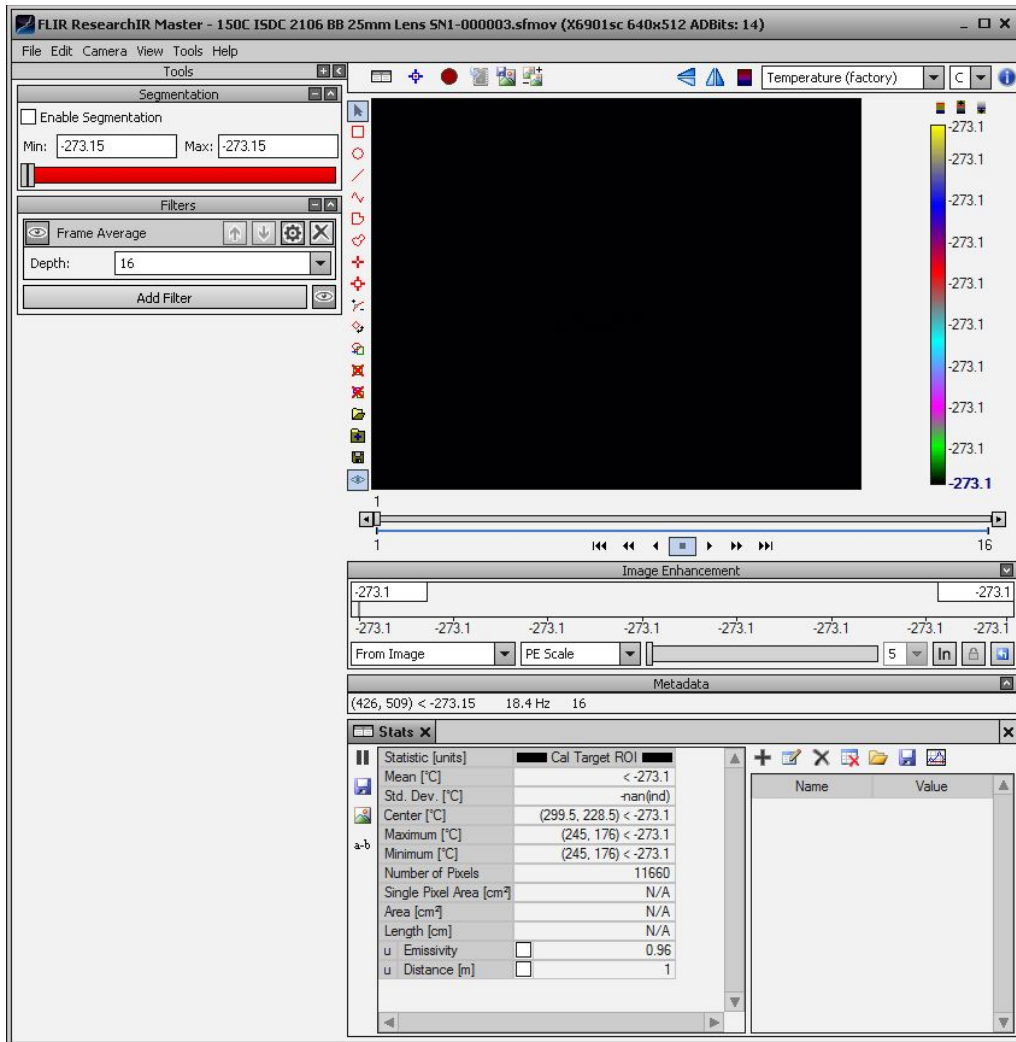 FLIR ResearchIR Master - 150C ISDC 2106 BB 25mm Lens SN1-000003.sfmov (X6901sc 640x512 ADBits: 14)
File Edit Camera View Tools Help
Tools
Temperature (factory) C
Segmentation
Enable Segmentation
Min: -273.15 Max: -273.15
Filters
Frame Average
Depth: 16
Add Filter
-273.1
-273.1
-273.1
-273.1
-273.1
-273.1
-273.1
-273.1
-273.1
-273.1
1
1 16
Image Enhancement
-273.1 -273.1
-273.1 -273.1 -273.1 -273.1 -273.1 -273.1 -273.1 -273.1
From Image PE Scale 5 ln
Metadata
(426, 509) < -273.15 18.4 Hz 16
Stats
Statistic [units] Cal Target ROI
Mean [°C] < -273.1
Std. Dev. [°C] -nan(ind)
Center [°C] (299.5, 228.5) < -273.1
Maximum [°C] (245, 176) < -273.1
Minimum [°C] (245, 176) < -273.1
Number of Pixels 11660
Single Pixel Area [cm²] N/A
Area [cm²] N/A
Length [cm] N/A
u Emissivity 0.96
u Distance [m] 1
a-b
Name Value